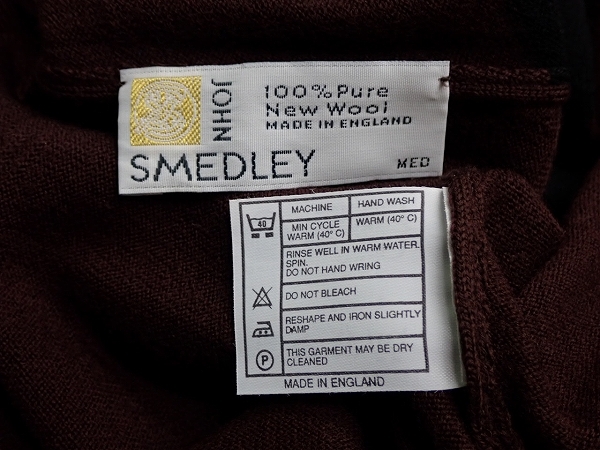 JOHN
SMEDLEY
100% Pure
New Wool
MADE IN ENGLAND
MED
40
MACHINE
HAND WASH
MIN CYCLE
WARM (40° C)
WARM (40° C)
RINSE WELL IN WARM WATER.
SPIN.
DO NOT HAND WRING
DO NOT BLEACH
RESHAPE AND IRON SLIGHTLY
DAMP
P
THIS GARMENT MAY BE DRY
CLEANED
MADE IN ENGLAND